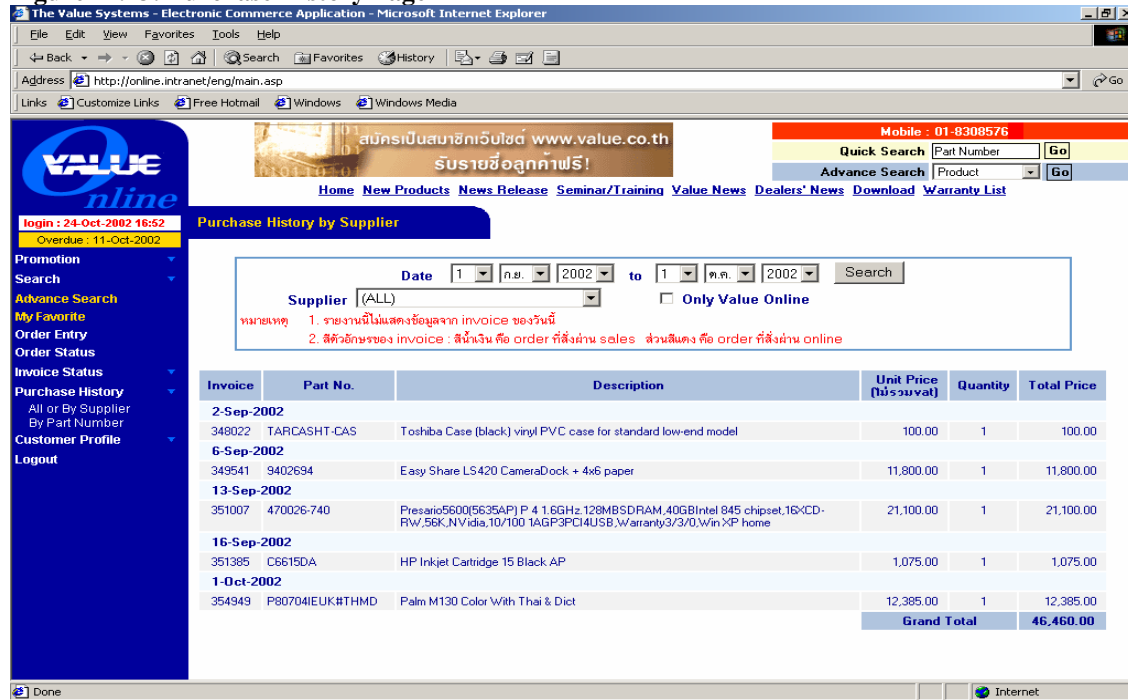 The Value Systems - Electronic Commerce Application - Microsoft Internet Explorer
File Edit View Favorites Tools Help
Back Search Favorites History
Address http://online.intranet/eng/main.asp Go
Links Customize Links Free Hotmail Windows Windows Media
VALUE
nline
สมัครเป็นสมาชิกเว็บไซต์ www.value.co.th
รับรายชื่อลูกค้าฟรี!
Mobile : 01-8308576
Quick Search Part Number Go
Advance Search Product Go
Home New Products News Release Seminar/Training Value News Dealers' News Download Warranty List
login : 24-Oct-2002 16:52
Overdue : 11-Oct-2002
Promotion
Search
Advance Search
My Favorite
Order Entry
Order Status
Invoice Status
Purchase History
All or By Supplier
By Part Number
Customer Profile
Logout
Purchase History by Supplier
Date 1 ก.ย. 2002 to 1 ต.ค. 2002 Search
Supplier (ALL) Only Value Online
หมายเหตุ 1. รายงานนี้ไม่แสดงข้อมูลจาก invoice ของวันนี้
2. สีตัวอักษรของ invoice : สีน้ำเงิน คือ order ที่สั่งผ่าน sales ส่วนสีแดง คือ order ที่สั่งผ่าน online
Invoice Part No. Description Unit Price (ไม่รวมvat) Quantity Total Price
2-Sep-2002
348022 TARCASHT-CAS Toshiba Case (black) vinyl PVC case for standard low-end model 100.00 1 100.00
6-Sep-2002
349541 9402694 Easy Share LS420 CameraDock + 4x6 paper 11,800.00 1 11,800.00
13-Sep-2002
351007 470026-740 Presario5600(5635AP) P 4 1.6GHz.128MBSDRAM,40GBIntel 845 chipset,16XCD- 21,100.00 1 21,100.00
RW,56K,NVidia,10/100 1AGP3PCI4USB,Warranty3/3/0,Win XP home
16-Sep-2002
351385 C6615DA HP Inkjet Cartridge 15 Black AP 1,075.00 1 1,075.00
1-Oct-2002
354949 P80704IEUK#THMD Palm M130 Color With Thai & Dict 12,385.00 1 12,385.00
Grand Total 46,460.00
Done Internet